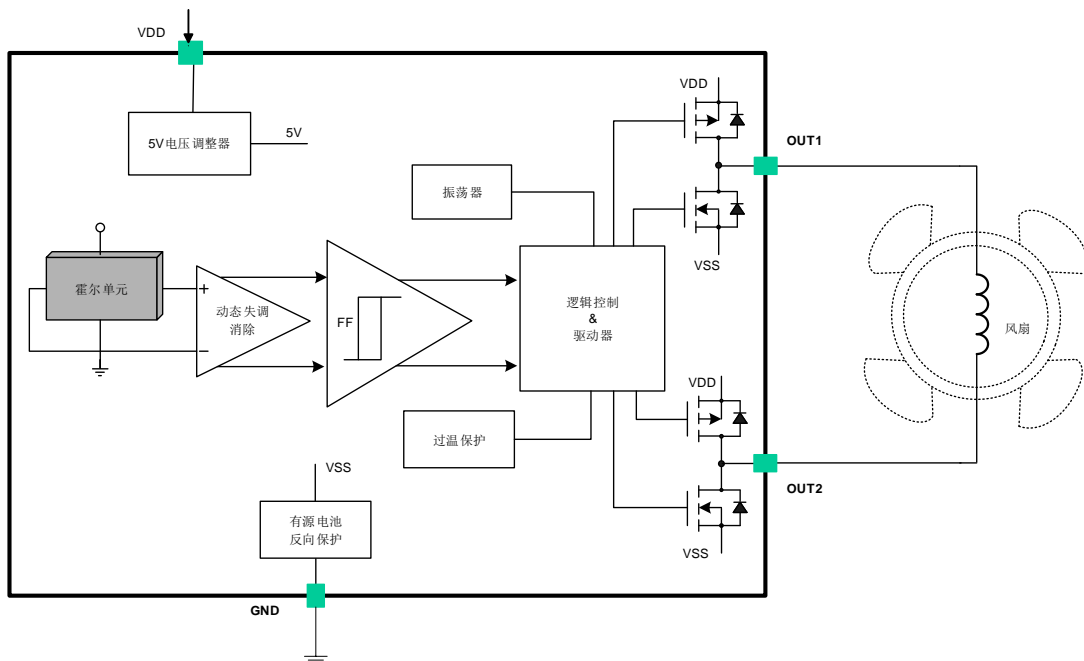 VDD
5V电压调整器
5V
VDD
OUT1
振荡器
VSS
霍尔单元
+
−
动态失调
消除
FF
逻辑控制
&
驱动器
风扇
VDD
过温保护
OUT2
VSS
VSS
有源电池
反向保护
GND